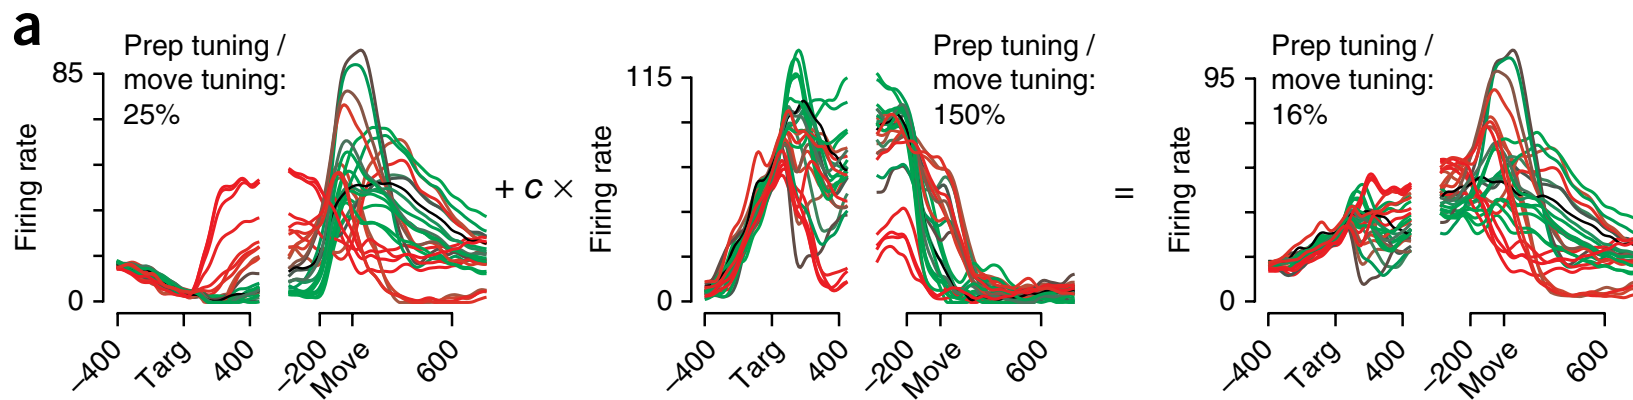 a
Prep tuning /
move tuning:
25%
85
0
Firing rate
–400
Targ
400
–200
Move
600
+ c ×
Prep tuning /
move tuning:
150%
115
0
Firing rate
–400
Targ
400
–200
Move
600
=
Prep tuning /
move tuning:
16%
95
0
Firing rate
–400
Targ
400
–200
Move
600